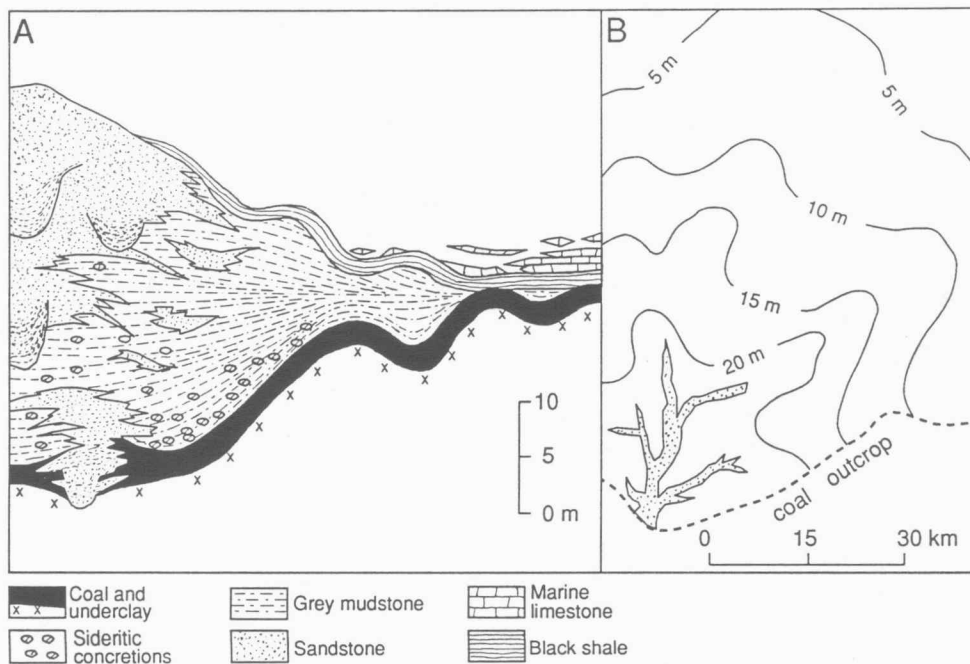 A
10
5
0 m
B
5 m
5 m
10 m
15 m
20 m
coal outcrop
0 15 30 km
x x
Coal and
underclay
Sideritic
concretions
Grey mudstone
Sandstone
Marine
limestone
Black shale